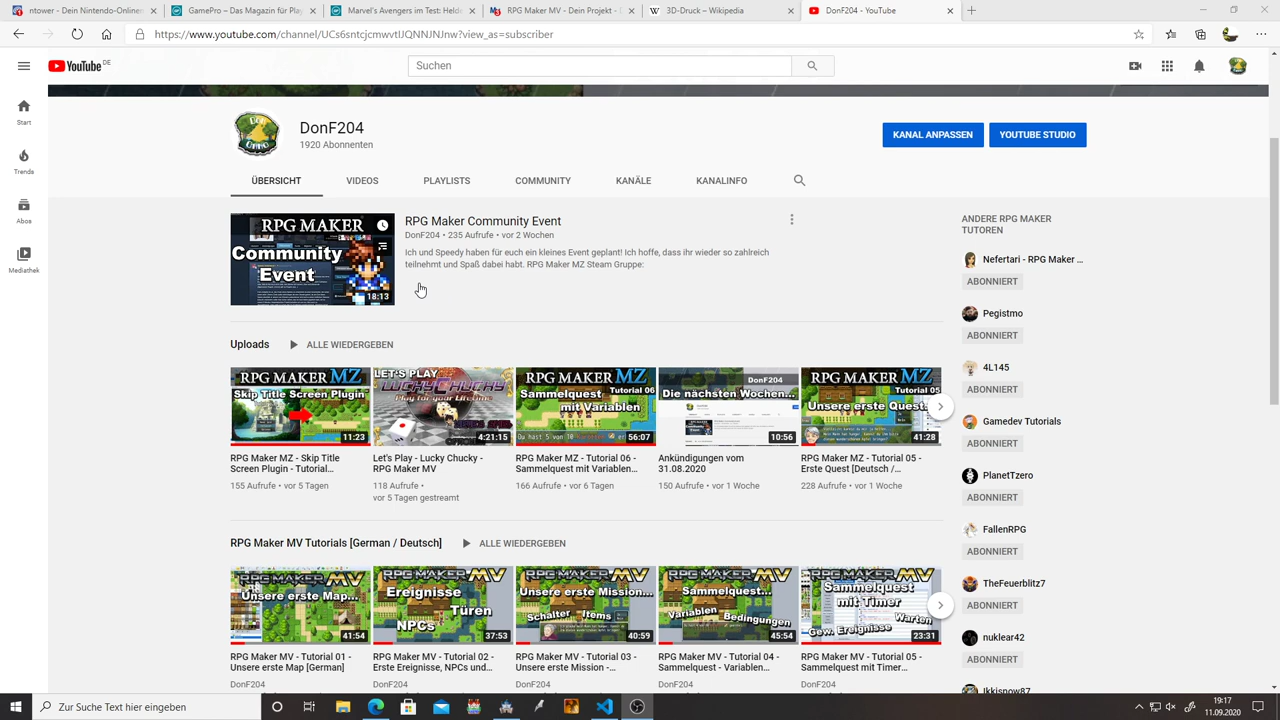 ntower - Dein Nintendo-Onlinem
GamePro – Das Magazin für Play
Marvel's Avengers im Test: Helde
RPG Maker MV - Dein Projekt - D
3D-Druck – Wikipedia
DonF204 - YouTube
https://www.youtube.com/channel/UCs6sntcjcmwvtIJQNNJNJnw?view_as=subscriber
YouTube DE
Suchen
Start
Trends
Abos
Mediathek
DonF204
1920 Abonnenten
KANAL ANPASSEN
YOUTUBE STUDIO
ÜBERSICHT VIDEOS PLAYLISTS COMMUNITY KANÄLE KANALINFO
RPG MAKER
Community
Event
18:13
RPG Maker Community Event
DonF204 • 235 Aufrufe • vor 2 Wochen
Ich und Speedy haben für euch ein kleines Event geplant! Ich hoffe, dass ihr wieder so zahlreich
teilnehmt und Spaß dabei habt. RPG Maker MZ Steam Gruppe:
ANDERE RPG MAKER
TUTOREN
Nefertari - RPG Maker ...
ABONNIERT
Pegistmo
ABONNIERT
4L145
ABONNIERT
Gamedev Tutorials
ABONNIERT
PlanetTzero
ABONNIERT
FallenRPG
ABONNIERT
TheFeuerblitz7
ABONNIERT
nuklear42
ABONNIERT
Ikkisnow87
Uploads
ALLE WIEDERGEBEN
RPG MAKER MZ
Skip Title
Screen Plugin
11:23
RPG Maker MZ - Skip Title
Screen Plugin - Tutorial...
155 Aufrufe • vor 5 Tagen
LET'S PLAY
LUCKY CHUCKY
Play for your Lifetime
4:21:15
Let's Play - Lucky Chucky -
RPG Maker MV
118 Aufrufe •
vor 5 Tagen gestreamt
RPG MAKER MZ
Tutorial 06
Sammelquest
mit Variablen
56:07
RPG Maker MZ - Tutorial 06 -
Sammelquest mit Variablen...
166 Aufrufe • vor 6 Tagen
DonF204
Die nächsten Wochen...
10:56
Ankündigungen vom
31.08.2020
150 Aufrufe • vor 1 Woche
RPG MAKER MZ
Tutorial 05
Unsere erste Quest...
41:28
RPG Maker MZ - Tutorial 05 -
Erste Quest [Deutsch /...
228 Aufrufe • vor 1 Woche
RPG Maker MV Tutorials [German / Deutsch]
ALLE WIEDERGEBEN
RPG MAKER MV
Unsere erste Map...
41:54
RPG Maker MV - Tutorial 01 -
Unsere erste Map [German]
DonF204
RPG MAKER MV
Ereignisse
Türen
NPCs
37:53
RPG Maker MV - Tutorial 02 -
Erste Ereignisse, NPCs und...
DonF204
RPG MAKER MV
Unsere erste Mission...
Schalter Items
40:59
RPG Maker MV - Tutorial 03 -
Unsere erste Mission -...
DonF204
RPG MAKER MV
Sammelquest...
Variablen
Bedingungen
45:54
RPG Maker MV - Tutorial 04 -
Sammelquest - Variablen...
DonF204
RPG MAKER MV
Sammelquest
mit Timer
Warten
Gew. Ereignisse
23:31
RPG Maker MV - Tutorial 05 -
Sammelquest mit Timer...
DonF204
Zur Suche Text hier eingeben
19:17
11.09.2020